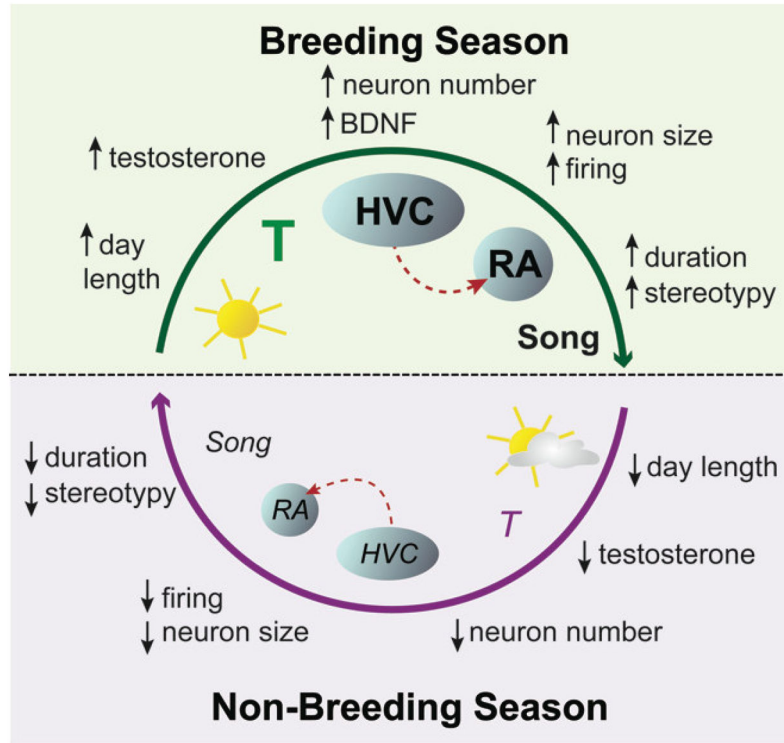 Breeding Season
↑ neuron number
↑ BDNF
↑ testosterone
↑ neuron size
↑ firing
↑ day
length
T
HVC
RA
↑ duration
↑ stereotypy
Song
Song
↓ duration
↓ stereotypy
↓ day length
RA
HVC
T
↓ testosterone
↓ firing
↓ neuron size
↓ neuron number
Non-Breeding Season